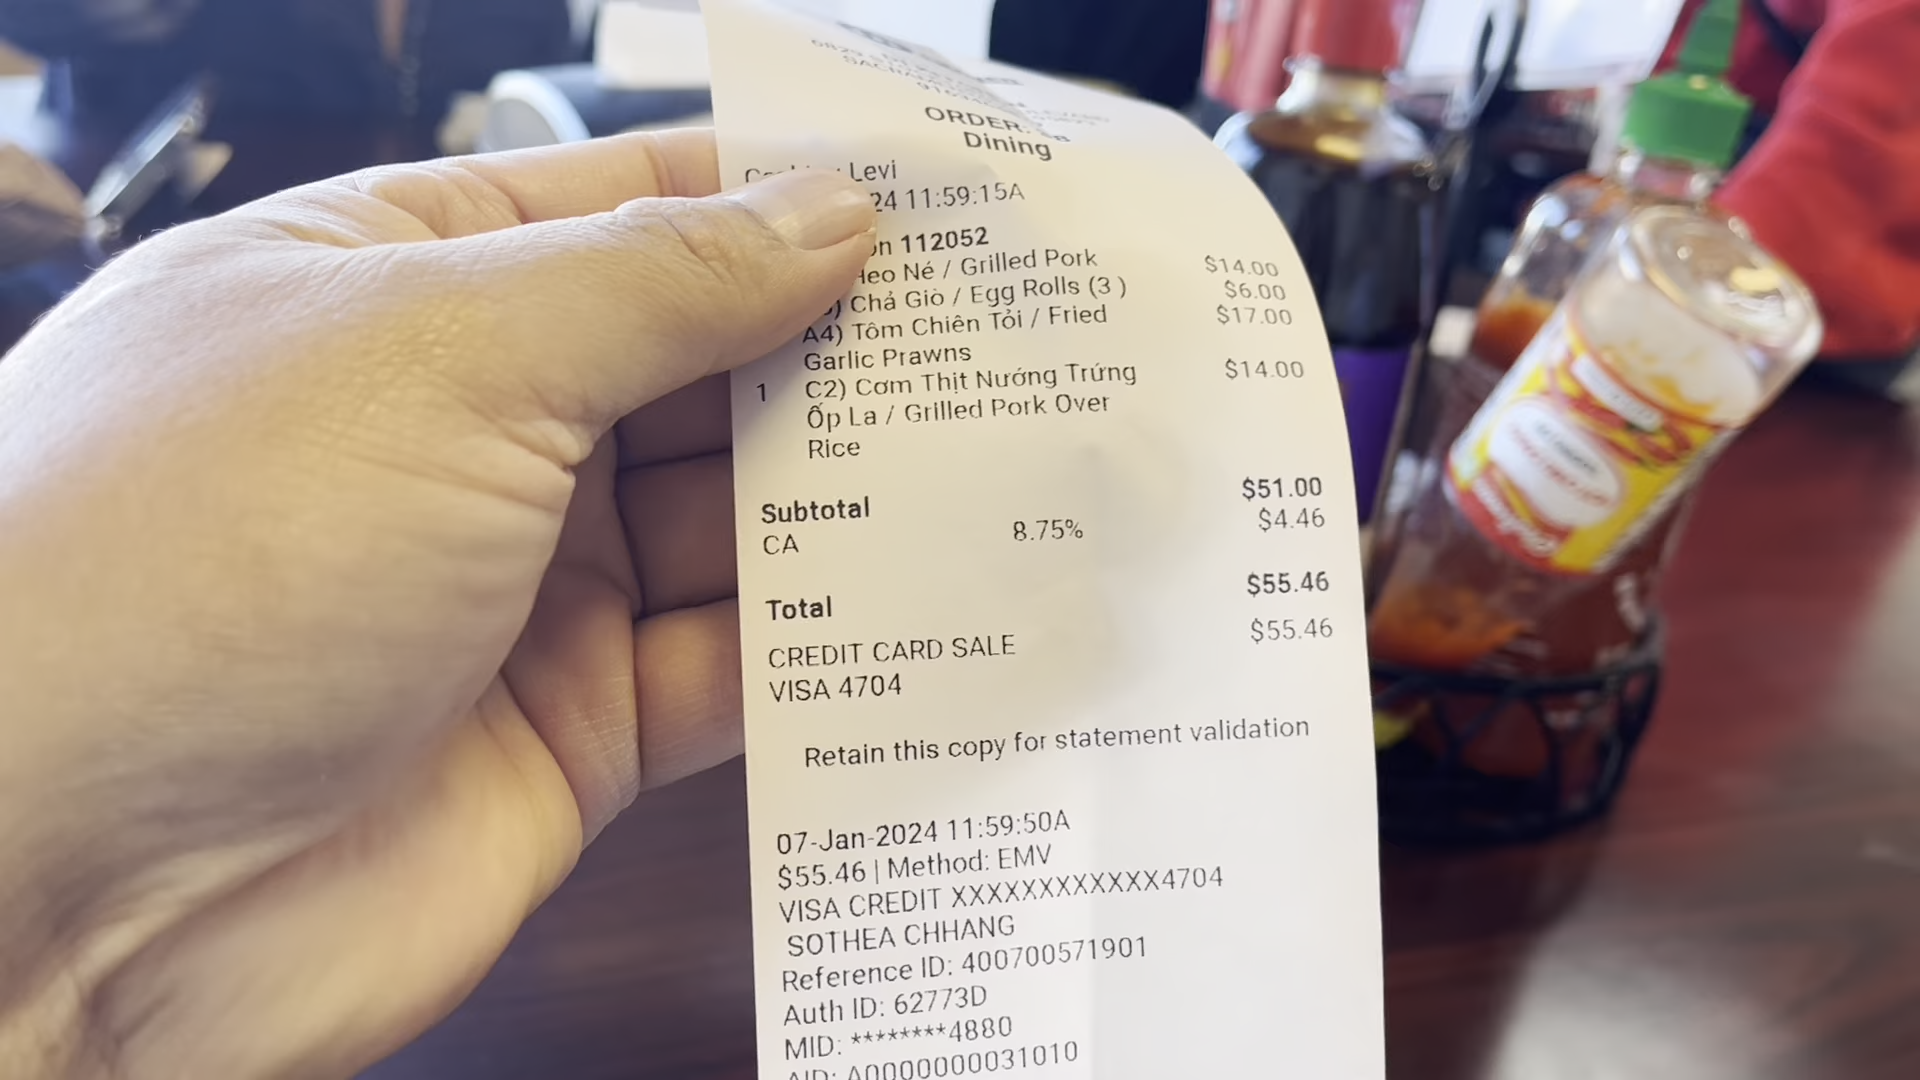 ORDER:
Dining
Levi
24 11:59:15A
112052
Heo Né / Grilled Pork $14.00
Chả Giò / Egg Rolls (3 ) $6.00
A4) Tôm Chiên Tỏi / Fried $17.00
Garlic Prawns
1 C2) Cơm Thịt Nướng Trứng $14.00
Ốp La / Grilled Pork Over
Rice
Subtotal $51.00
CA 8.75% $4.46
Total $55.46
CREDIT CARD SALE $55.46
VISA 4704
Retain this copy for statement validation
07-Jan-2024 11:59:50A
$55.46 | Method: EMV
VISA CREDIT XXXXXXXXXXXX4704
SOTHEA CHHANG
Reference ID: 400700571901
Auth ID: 62773D
MID: ********4880
AID: A0000000031010